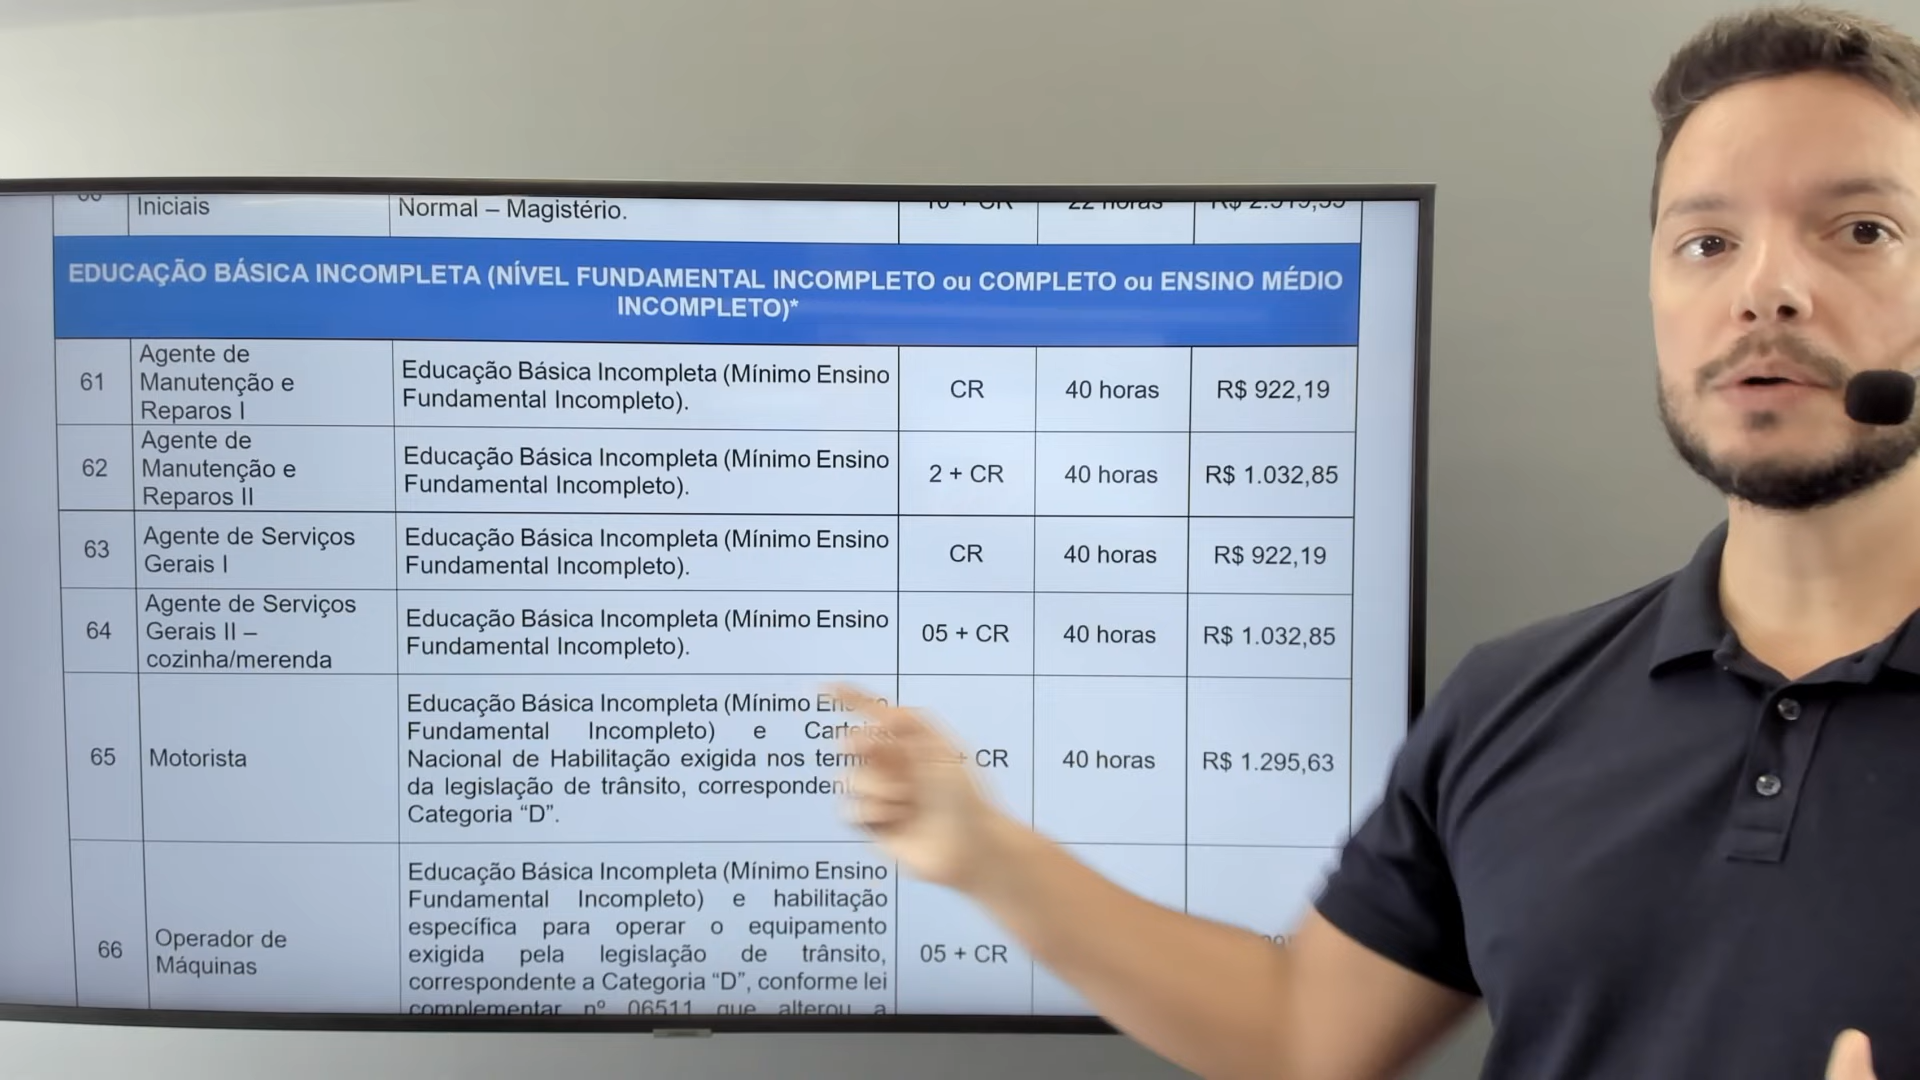 Iniciais
Normal – Magistério.
22 horas
EDUCAÇÃO BÁSICA INCOMPLETA (NÍVEL FUNDAMENTAL INCOMPLETO ou COMPLETO ou ENSINO MÉDIO
INCOMPLETO)*
61
Agente de
Manutenção e
Reparos I
Educação Básica Incompleta (Mínimo Ensino
Fundamental Incompleto).
CR
40 horas
R$ 922,19
62
Agente de
Manutenção e
Reparos II
Educação Básica Incompleta (Mínimo Ensino
Fundamental Incompleto).
2 + CR
40 horas
R$ 1.032,85
63
Agente de Serviços
Gerais I
Educação Básica Incompleta (Mínimo Ensino
Fundamental Incompleto).
CR
40 horas
R$ 922,19
64
Agente de Serviços
Gerais II –
cozinha/merenda
Educação Básica Incompleta (Mínimo Ensino
Fundamental Incompleto).
05 + CR
40 horas
R$ 1.032,85
65
Motorista
Educação Básica Incompleta (Mínimo
Fundamental Incompleto) e
Nacional de Habilitação exigida nos
da legislação de trânsito,
Categoria “D”.
CR
40 horas
R$ 1.295,63
66
Operador de
Máquinas
Educação Básica Incompleta (Mínimo Ensino
Fundamental Incompleto) e habilitação
específica para operar o equipamento
exigida pela legislação de trânsito,
correspondente a Categoria “D”, conforme lei
complementar nº 06511 que alterou a
05 + CR